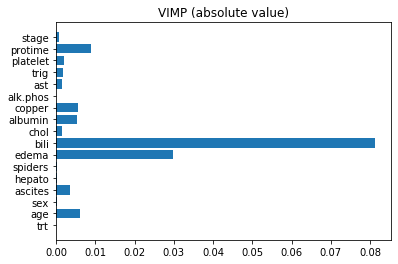 VIMP (absolute value)
stage
protime
platelet
trig
ast
alk.phos
copper
albumin
chol
bili
edema
spiders
hepato
ascites
sex
age
trt
0.00 0.01 0.02 0.03 0.04 0.05 0.06 0.07 0.08